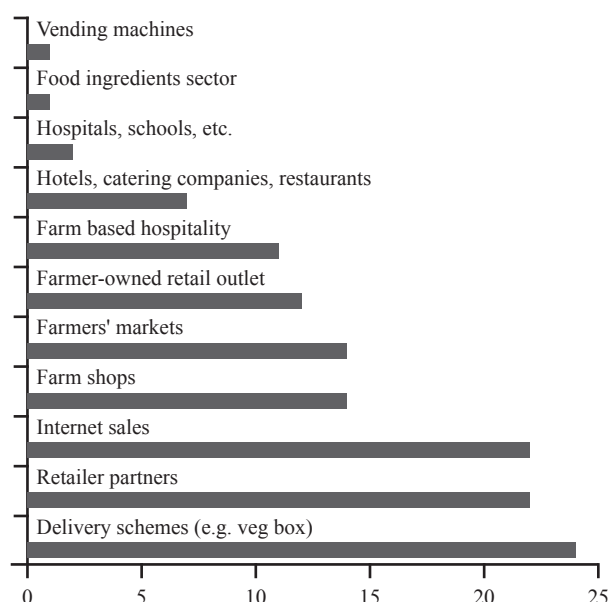 Vending machines
Food ingredients sector
Hospitals, schools, etc.
Hotels, catering companies, restaurants
Farm based hospitality
Farmer-owned retail outlet
Farmers' markets
Farm shops
Internet sales
Retailer partners
Delivery schemes (e.g. veg box)
0 5 10 15 20 25